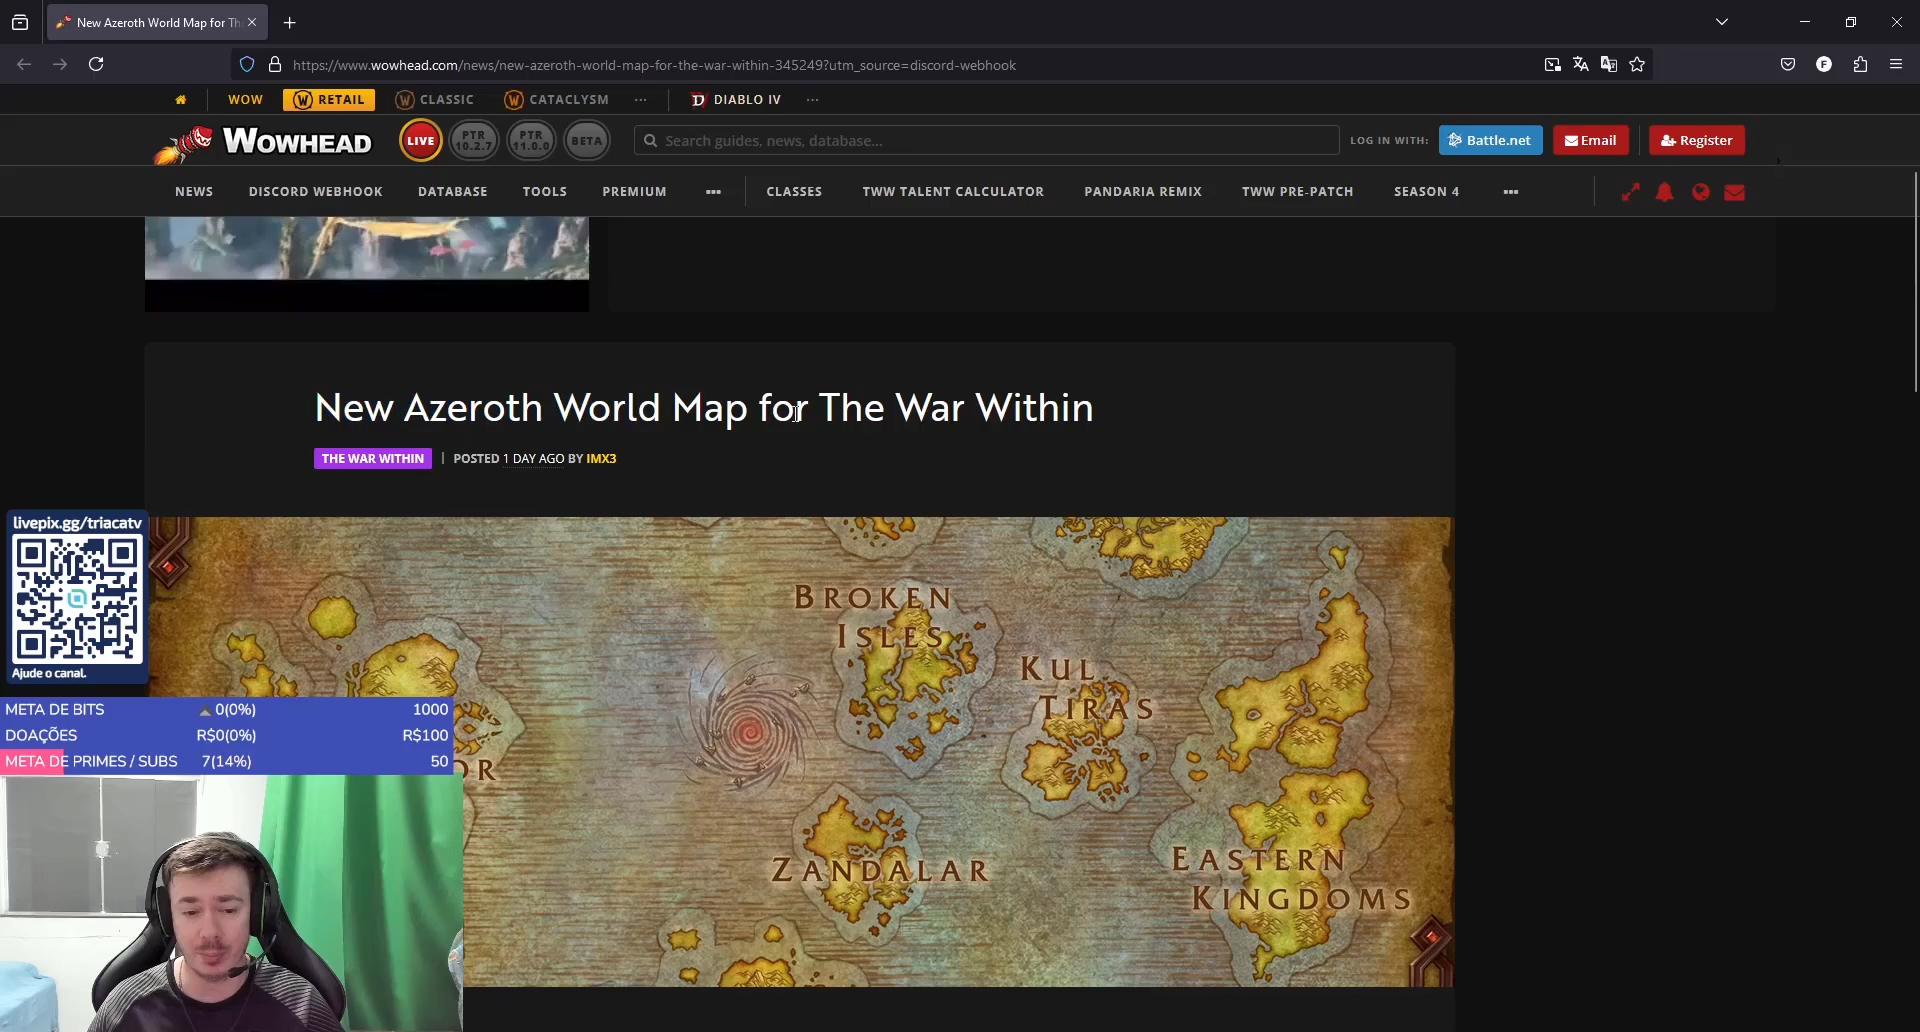 New Azeroth World Map for Th
https://www.wowhead.com/news/new-azeroth-world-map-for-the-war-within-345249?utm_source=discord-webhook
F
WOW
RETAIL
CLASSIC
CATACLYSM
...
DIABLO IV
...
WOWHEAD
LIVE
PTR
10.2.7
PTR
11.0.0
BETA
Search guides, news, database...
LOG IN WITH:
Battle.net
Email
Register
NEWS
DISCORD WEBHOOK
DATABASE
TOOLS
PREMIUM
CLASSES
TWW TALENT CALCULATOR
PANDARIA REMIX
TWW PRE-PATCH
SEASON 4
New Azeroth World Map for The War Within
THE WAR WITHIN | POSTED 1 DAY AGO BY IMX3
livepix.gg/triacatv
Ajude o canal.
META DE BITS 0(0%) 1000
DOAÇÕES R$0(0%) R$100
META DE PRIMES / SUBS 7(14%) 50
BROKEN
ISLES
KUL
TIRAS
OR
ZANDALAR
EASTERN
KINGDOMS